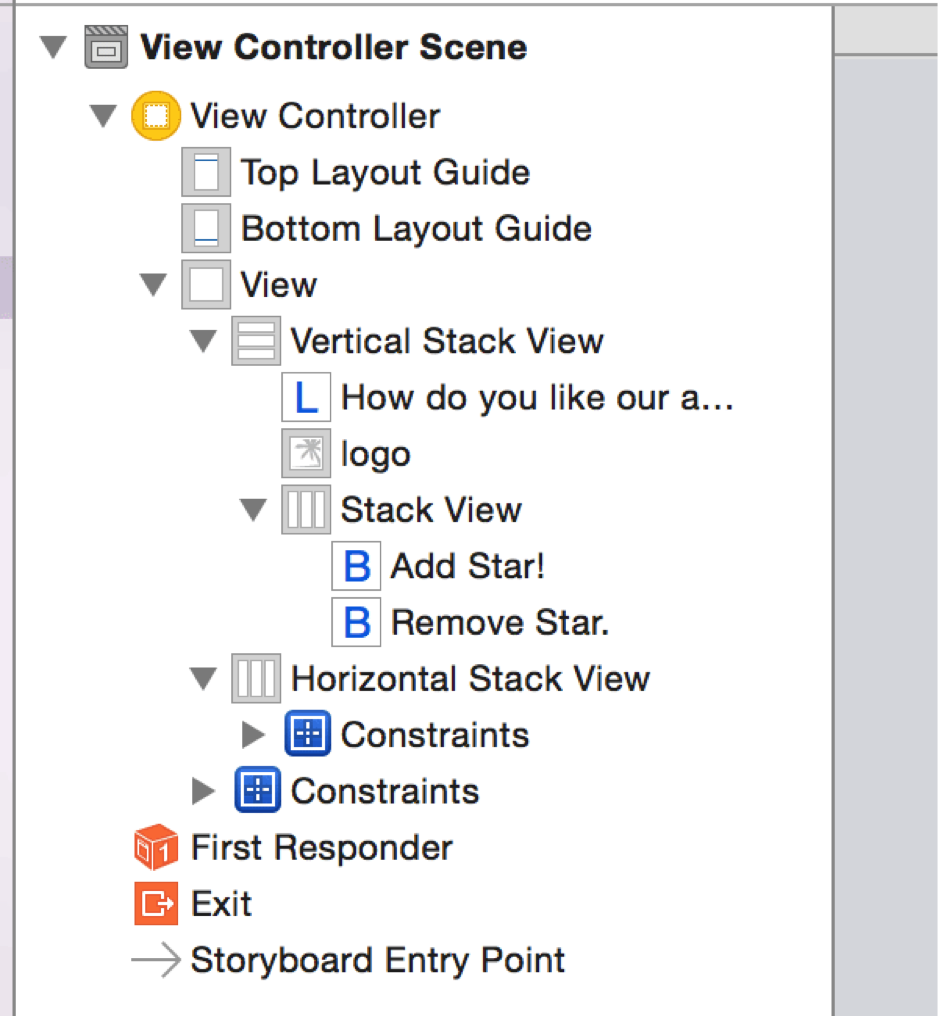 View Controller Scene
View Controller
Top Layout Guide
Bottom Layout Guide
View
Vertical Stack View
L How do you like our a...
logo
Stack View
B Add Star!
B Remove Star.
Horizontal Stack View
Constraints
Constraints
1 First Responder
Exit
Storyboard Entry Point